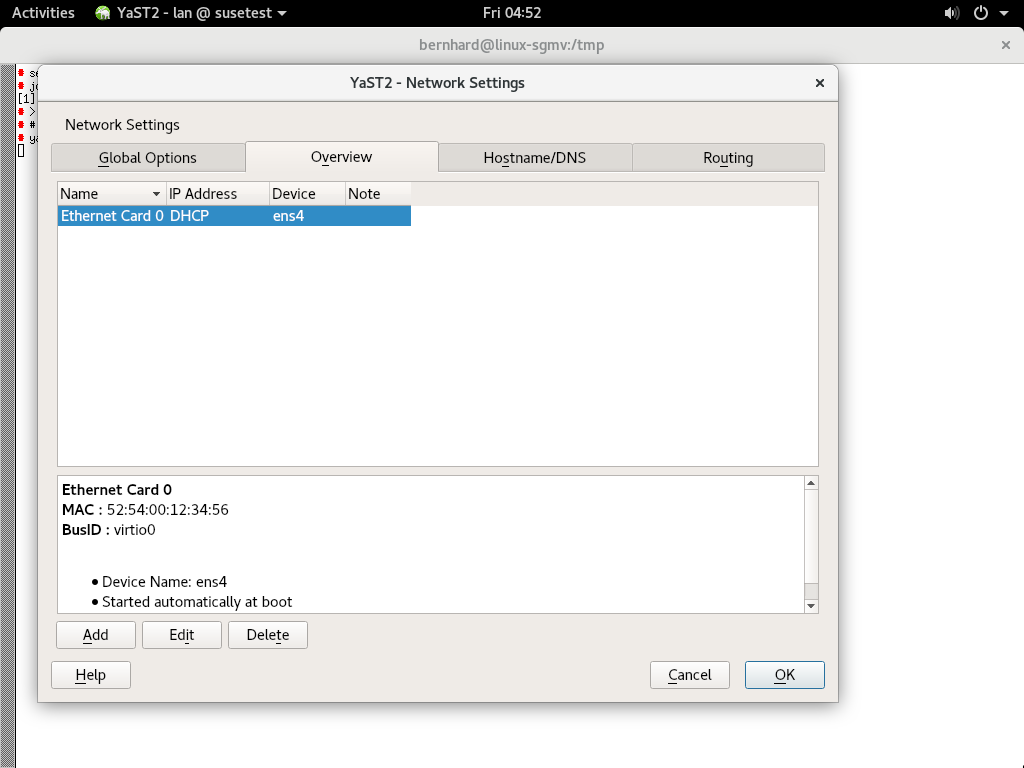 Activities YaST2 - lan @ susetest Fri 04:52
bernhard@linux-sgmv:/tmp
YaST2 - Network Settings
[1]
# >
# #
Network Settings
Global Options Overview Hostname/DNS Routing
Name IP Address Device Note
Ethernet Card 0 DHCP ens4
Ethernet Card 0
MAC : 52:54:00:12:34:56
BusID : virtio0
• Device Name: ens4
• Started automatically at boot
Add Edit Delete
Help Cancel OK